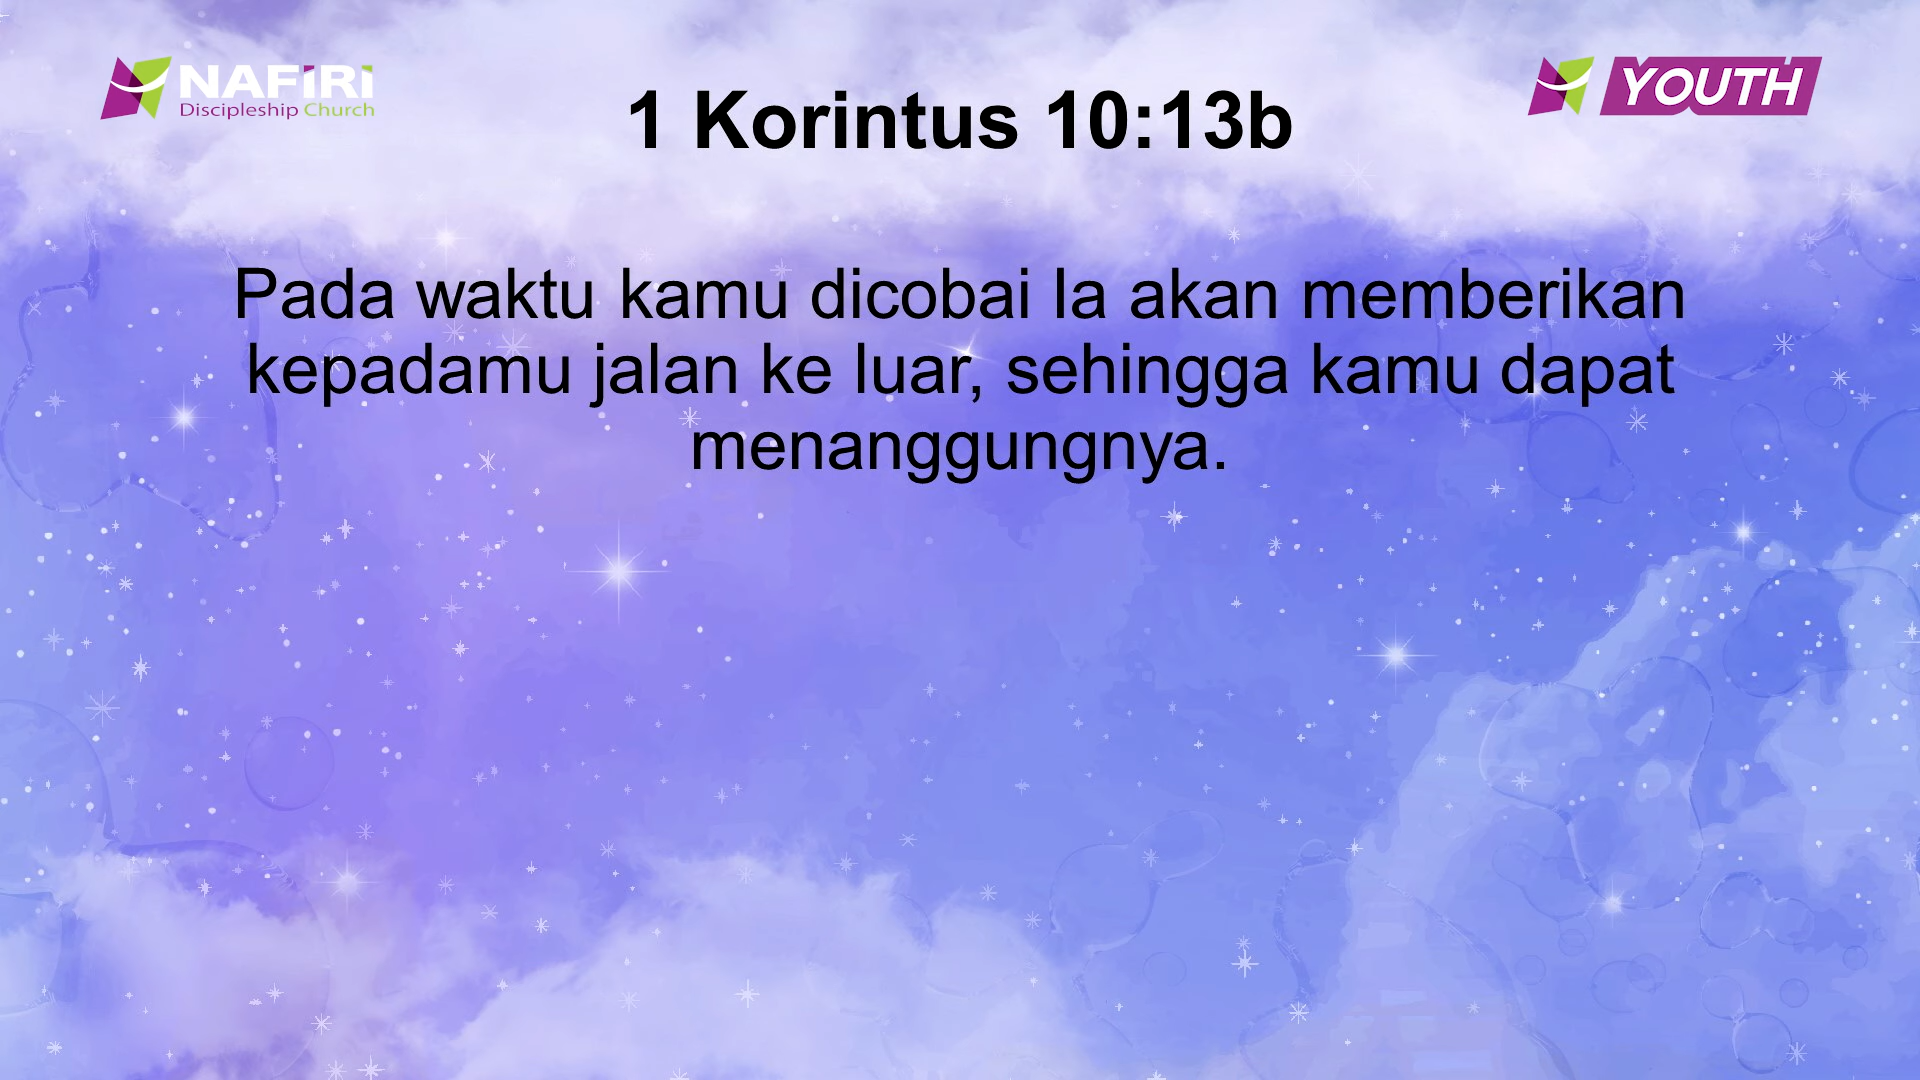 NAFIRI
Discipleship Church
YOUTH
1 Korintus 10:13b
Pada waktu kamu dicobai Ia akan memberikan
kepadamu jalan ke luar, sehingga kamu dapat
menanggungnya.